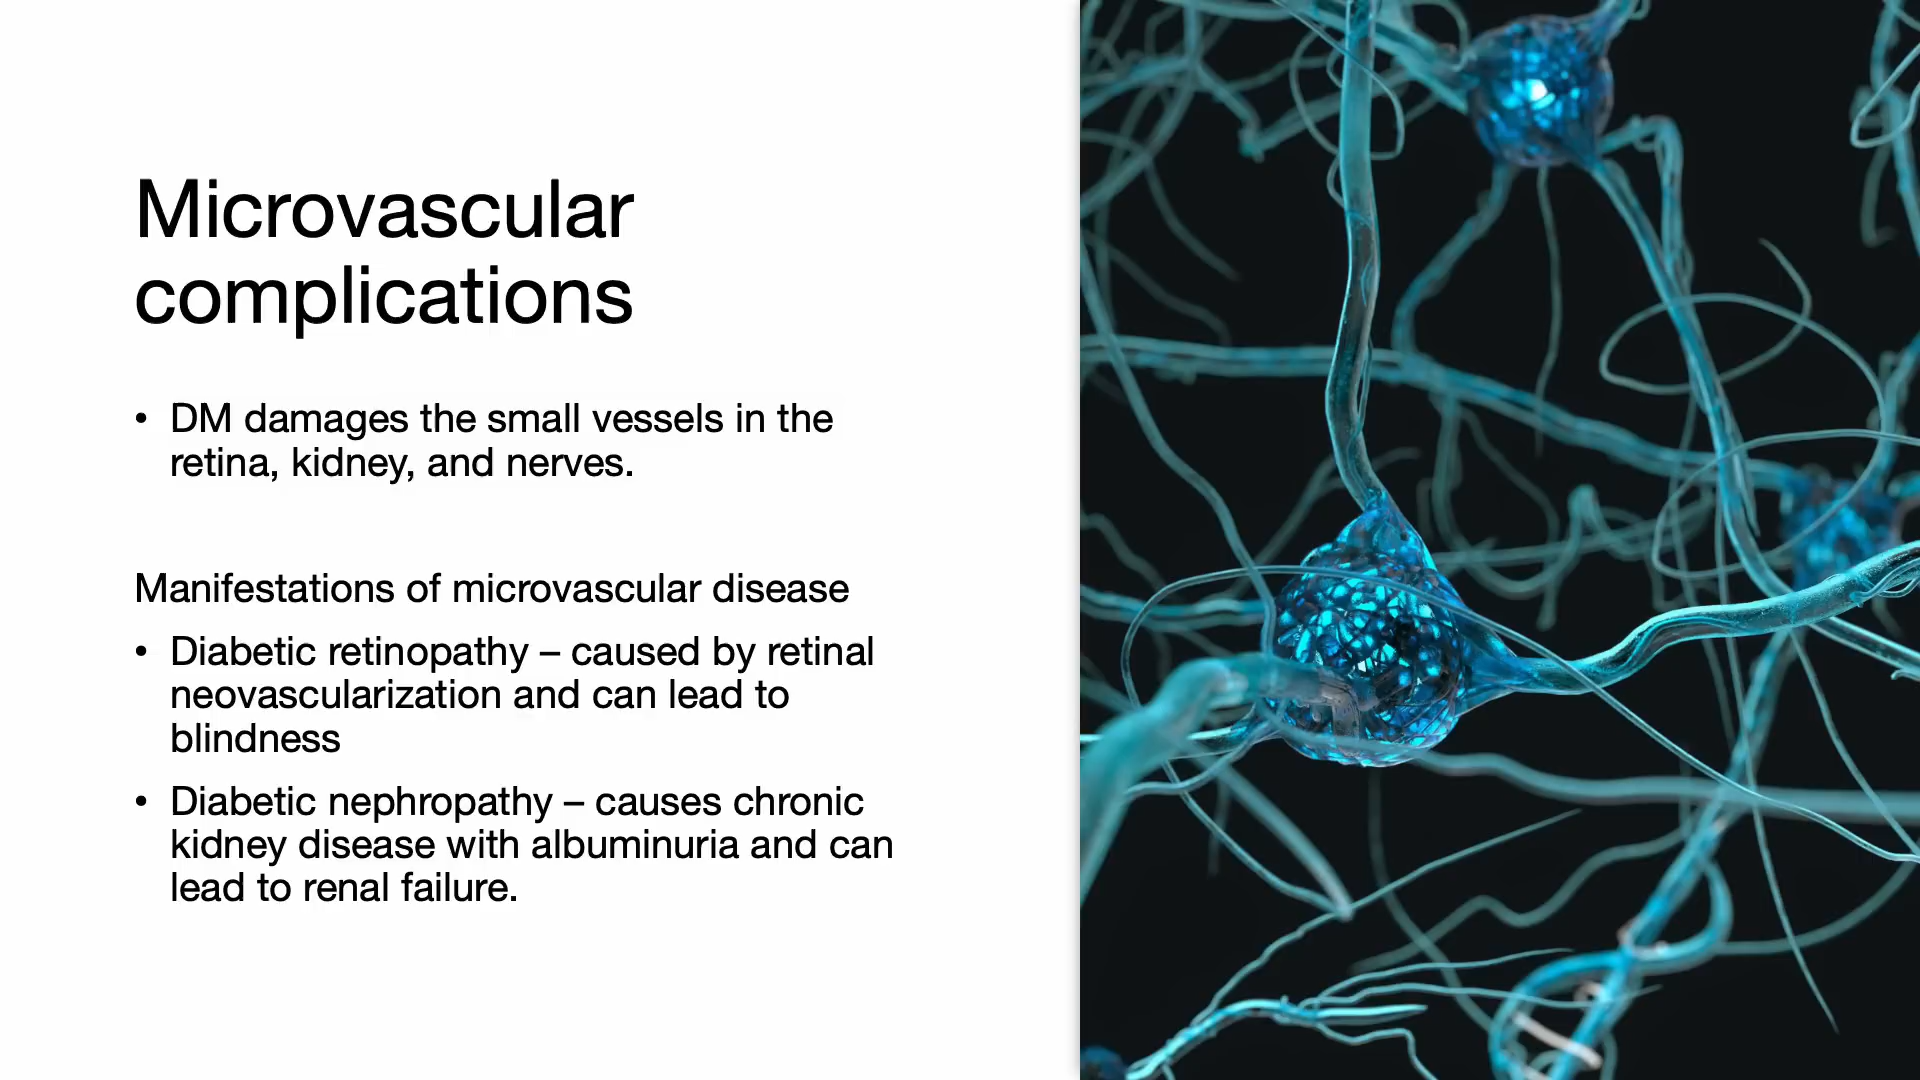 Microvascular
complications
• DM damages the small vessels in the
retina, kidney, and nerves.
Manifestations of microvascular disease
• Diabetic retinopathy – caused by retinal
neovascularization and can lead to
blindness
• Diabetic nephropathy – causes chronic
kidney disease with albuminuria and can
lead to renal failure.